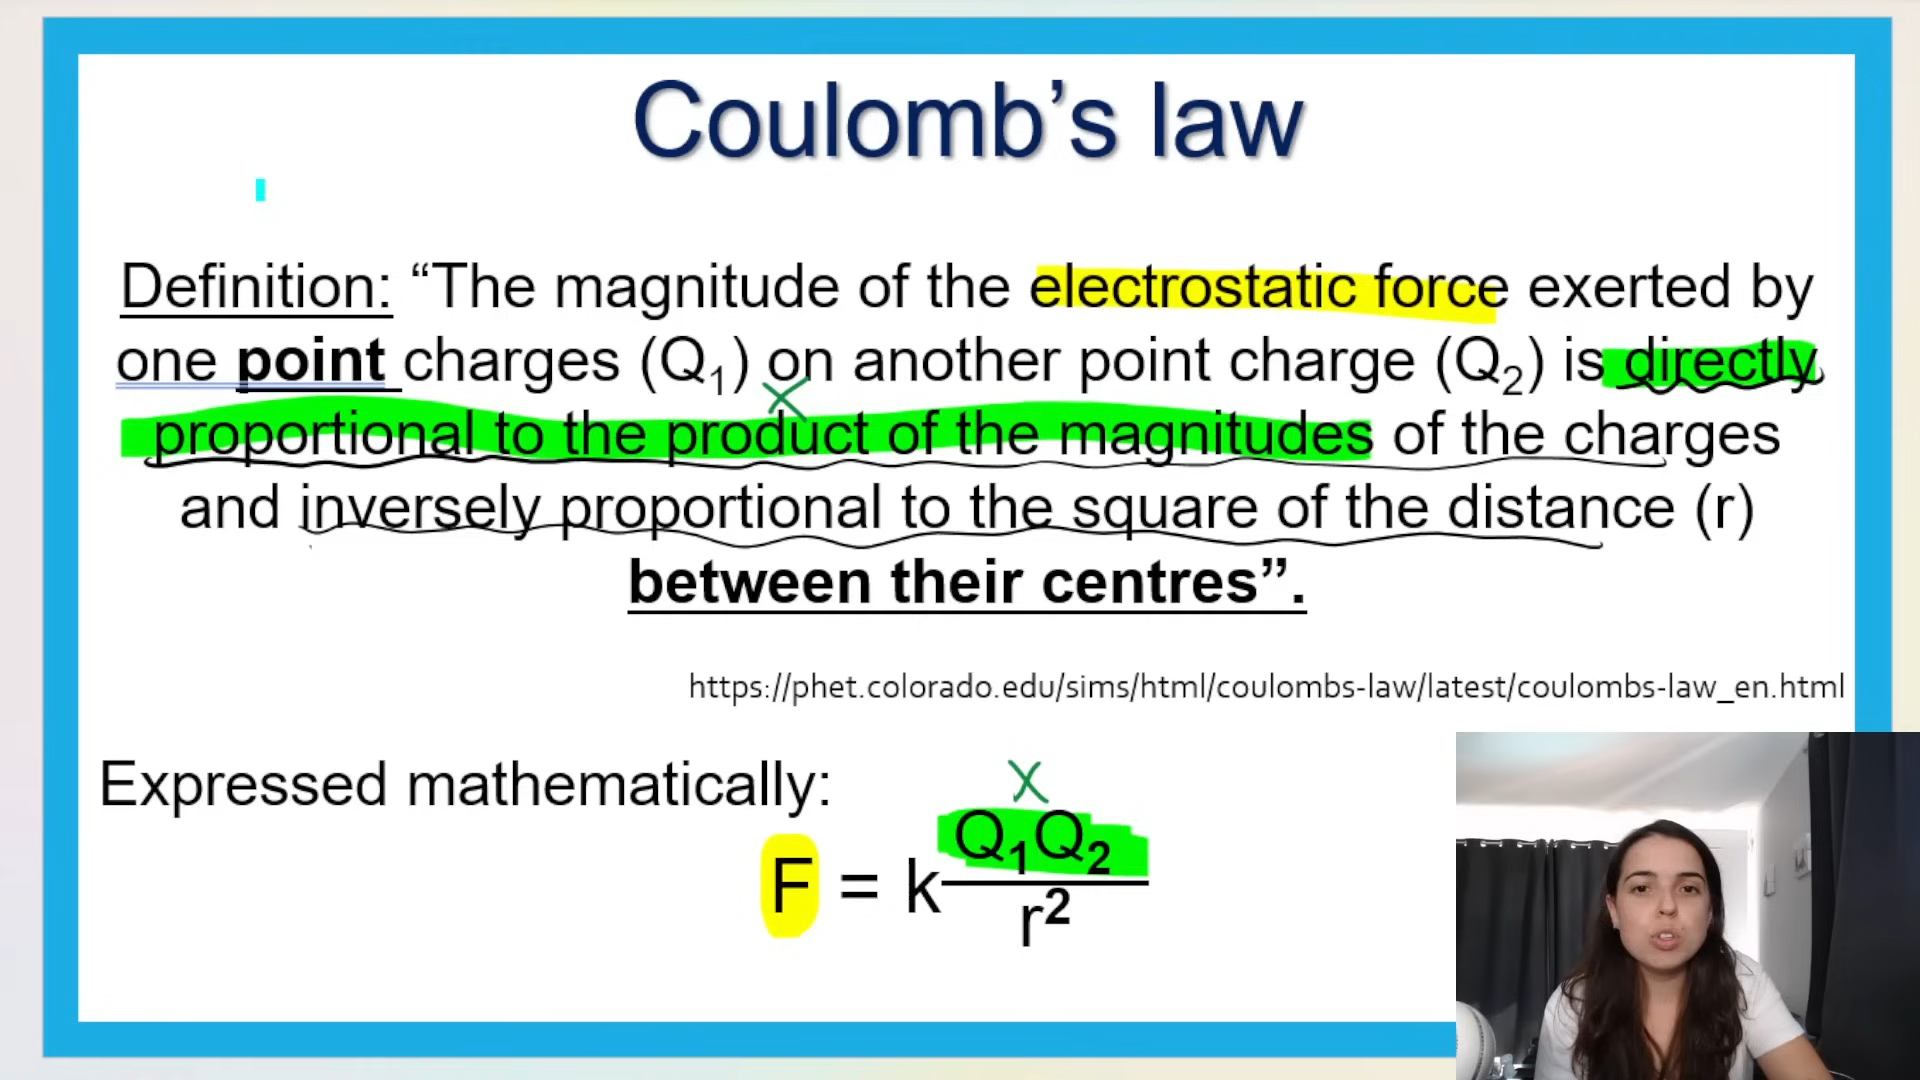 Coulomb’s law
Definition: “The magnitude of the electrostatic force exerted by
one point charges (Q₁) on another point charge (Q₂) is directly
proportional to the product of the magnitudes of the charges
and inversely proportional to the square of the distance (r)
between their centres”.
https://phet.colorado.edu/sims/html/coulombs-law/latest/coulombs-law_en.html
Expressed mathematically:
X
F = k Q₁Q₂ / r²